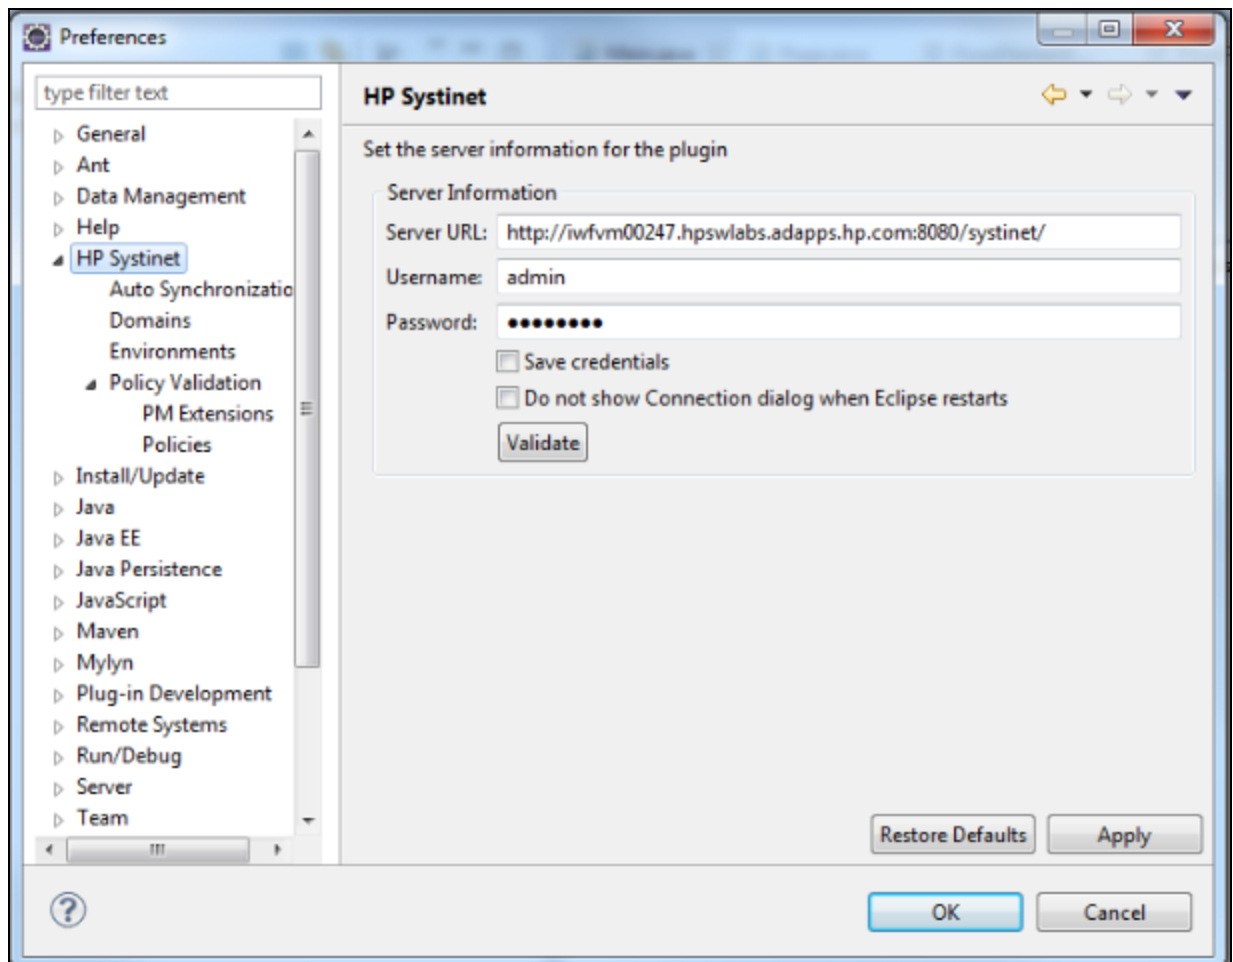 Preferences
type filter text
General
Ant
Data Management
Help
HP Systinet
Auto Synchronizatio
Domains
Environments
Policy Validation
PM Extensions
Policies
Install/Update
Java
Java EE
Java Persistence
JavaScript
Maven
Mylyn
Plug-in Development
Remote Systems
Run/Debug
Server
Team
HP Systinet
Set the server information for the plugin
Server Information
Server URL: http://iwfvm00247.hpswlabs.adapps.hp.com:8080/systinet/
Username: admin
Password: ●●●●●●●●
Save credentials
Do not show Connection dialog when Eclipse restarts
Validate
Restore Defaults Apply
? OK Cancel